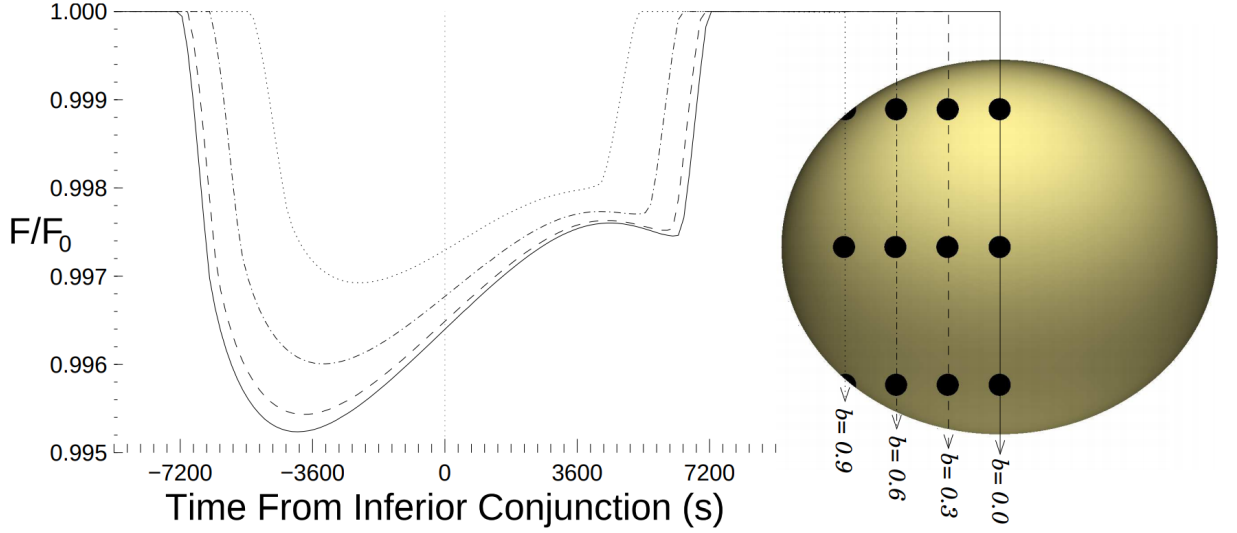 1.000
0.999
0.998
0.997
0.996
0.995
F/F0
−7200 −3600 0 3600 7200
Time From Inferior Conjunction (s)
b= 0.9
b= 0.6
b= 0.3
b= 0.0